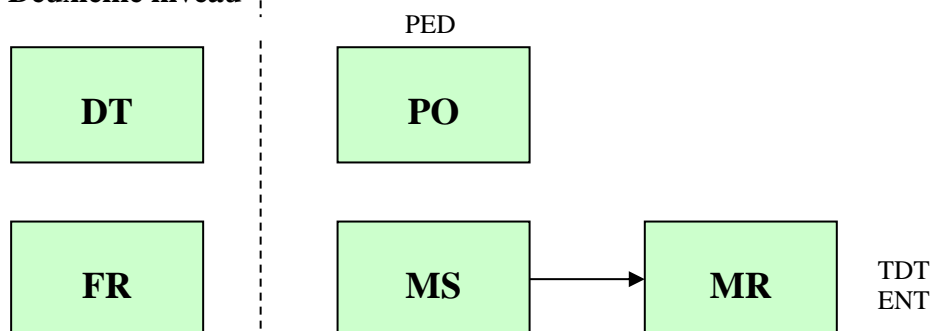 Deuxième niveau
PED
DT
PO
FR
MS
MR
TDT
ENT